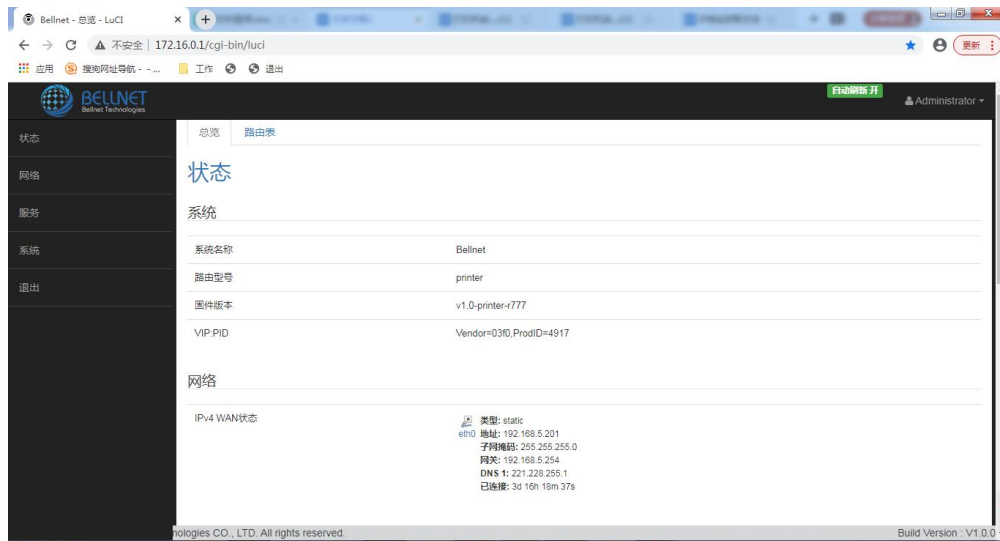 Bellnet - 总览 - LuCI
不安全 | 172.16.0.1/cgi-bin/luci
更新
应用 搜狗网址导航 - -... 工作 退出
BELLNET
Bellnet Technologies
自动刷新 开
Administrator
状态
网络
服务
系统
退出
总览 路由表
状态
系统
系统名称 Bellnet
路由型号 printer
固件版本 v1.0-printer-r777
VIP:PID Vendor=03f0,ProdID=4917
网络
IPv4 WAN状态
eth0
类型: static
地址: 192.168.5.201
子网掩码: 255.255.255.0
网关: 192.168.5.254
DNS 1: 221.228.255.1
已连接: 3d 16h 18m 37s
nologies CO., LTD. All rights reserved.
Build Version : V1.0.0